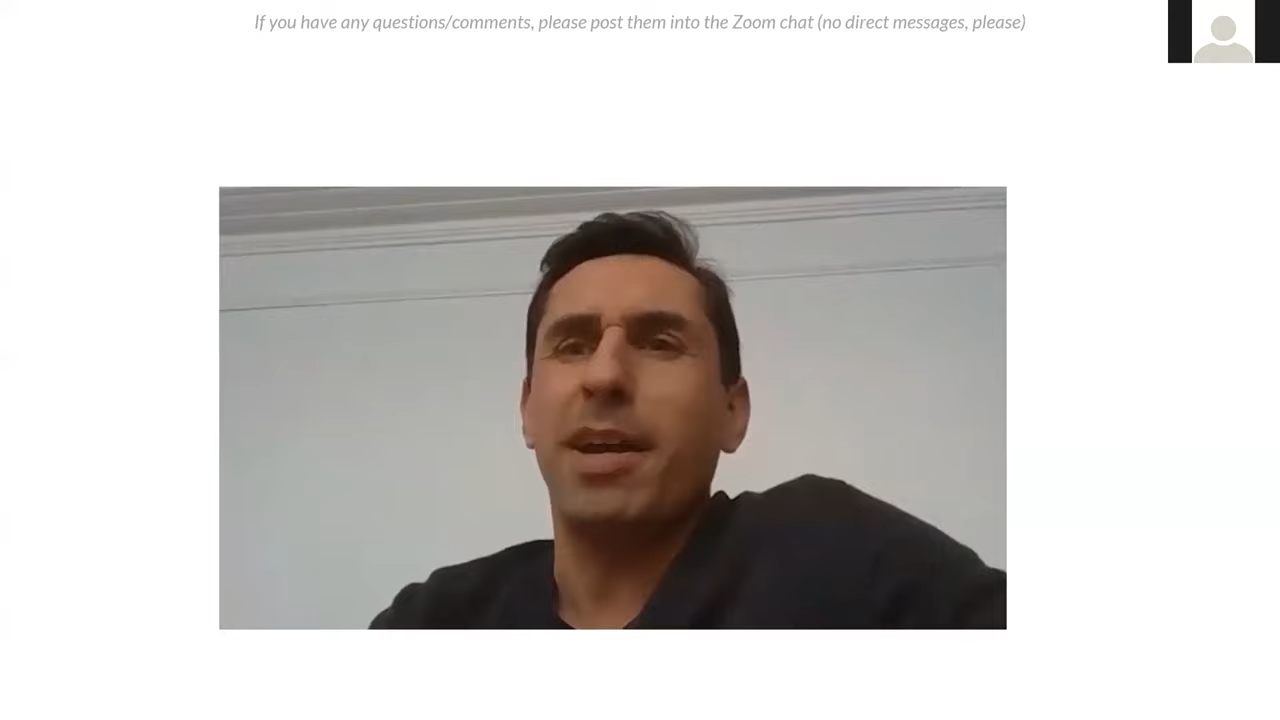 If you have any questions/comments, please post them into the Zoom chat (no direct messages, please)